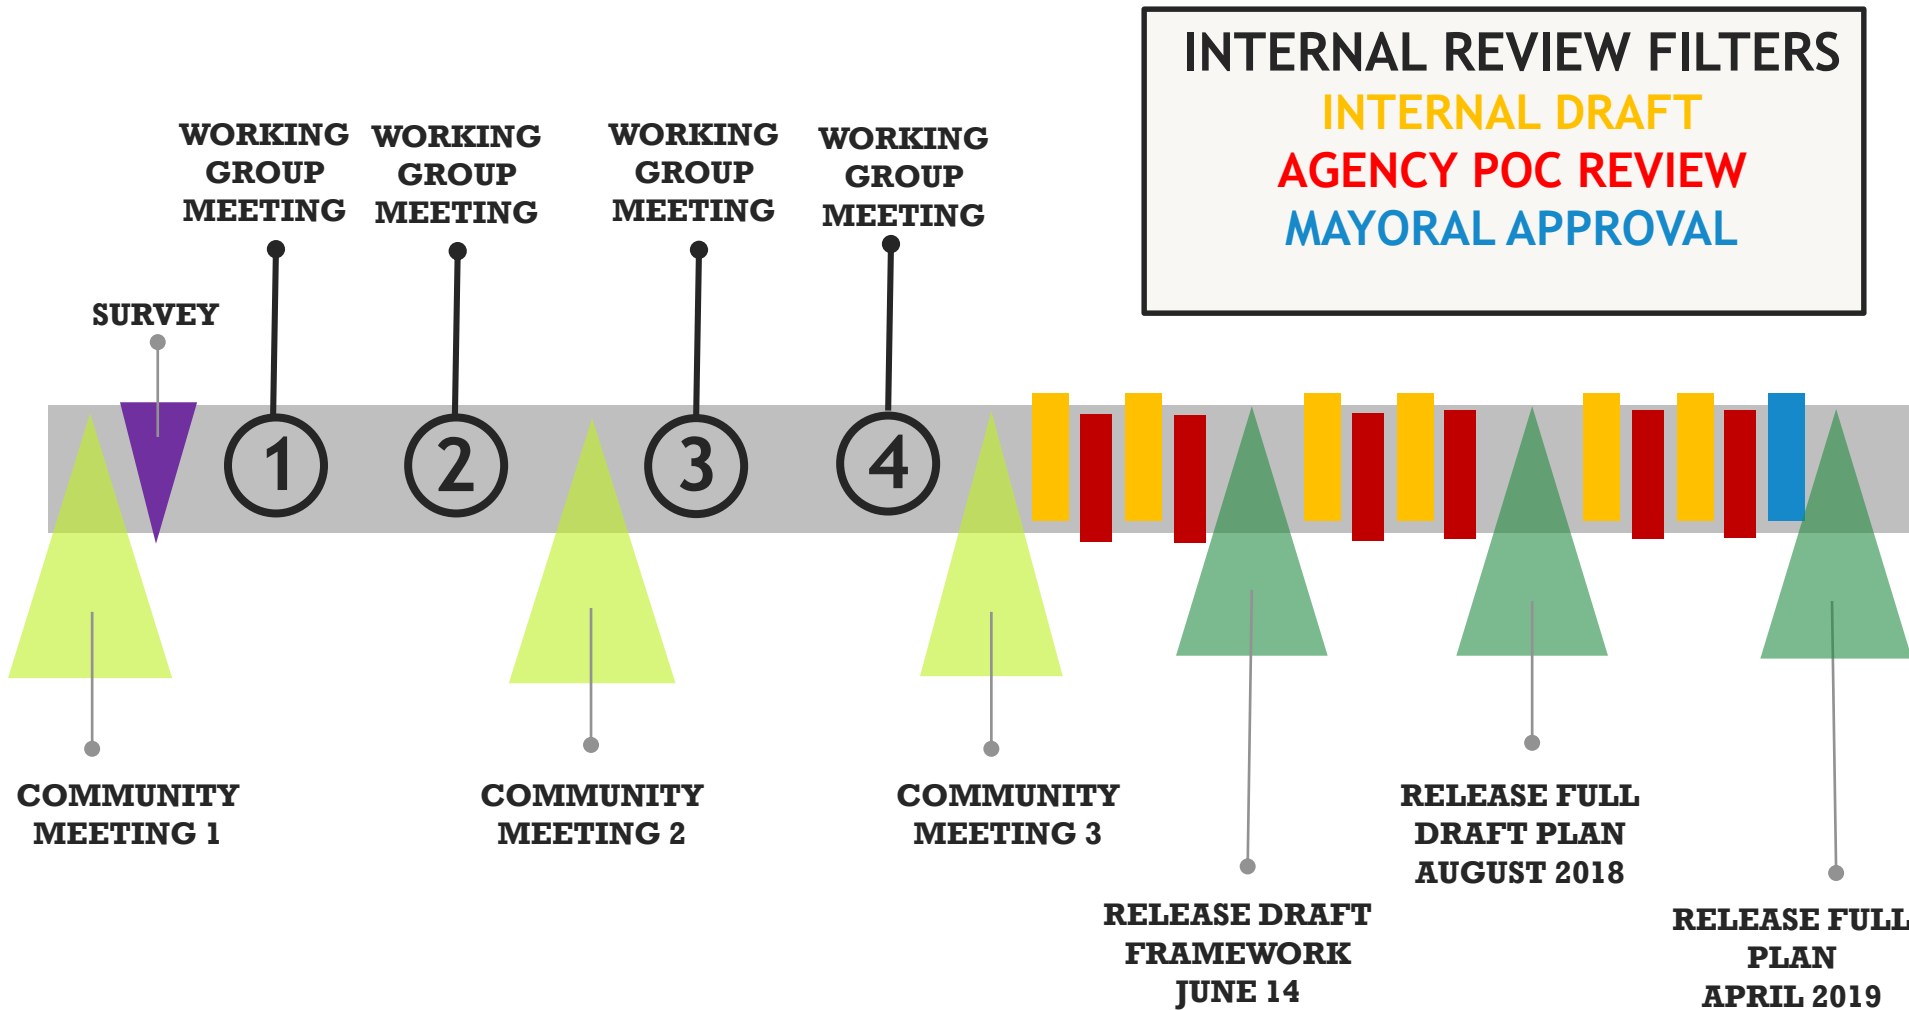 INTERNAL REVIEW FILTERS
INTERNAL DRAFT
AGENCY POC REVIEW
MAYORAL APPROVAL
WORKING
GROUP
MEETING
WORKING
GROUP
MEETING
WORKING
GROUP
MEETING
WORKING
GROUP
MEETING
SURVEY
1
2
3
4
COMMUNITY
MEETING 1
COMMUNITY
MEETING 2
COMMUNITY
MEETING 3
RELEASE DRAFT
FRAMEWORK
JUNE 14
RELEASE FULL
DRAFT PLAN
AUGUST 2018
RELEASE FULL
PLAN
APRIL 2019